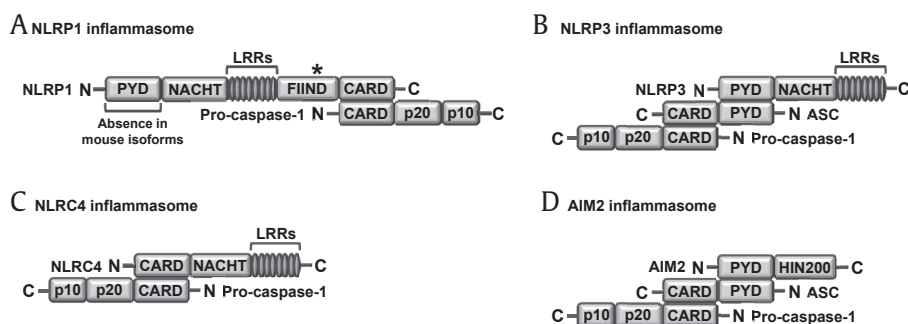 A NLRP1 inflammasome
LRRs
*
NLRP1 N PYD NACHT FIIND CARD C
Absence in mouse isoforms
Pro-caspase-1 N CARD p20 p10 C
B NLRP3 inflammasome
LRRs
NLRP3 N PYD NACHT C
C CARD PYD N ASC
C p10 p20 CARD N Pro-caspase-1
C NLRC4 inflammasome
LRRs
NLRC4 N CARD NACHT C
C p10 p20 CARD N Pro-caspase-1
D AIM2 inflammasome
AIM2 N PYD HIN200 C
C CARD PYD N ASC
C p10 p20 CARD N Pro-caspase-1